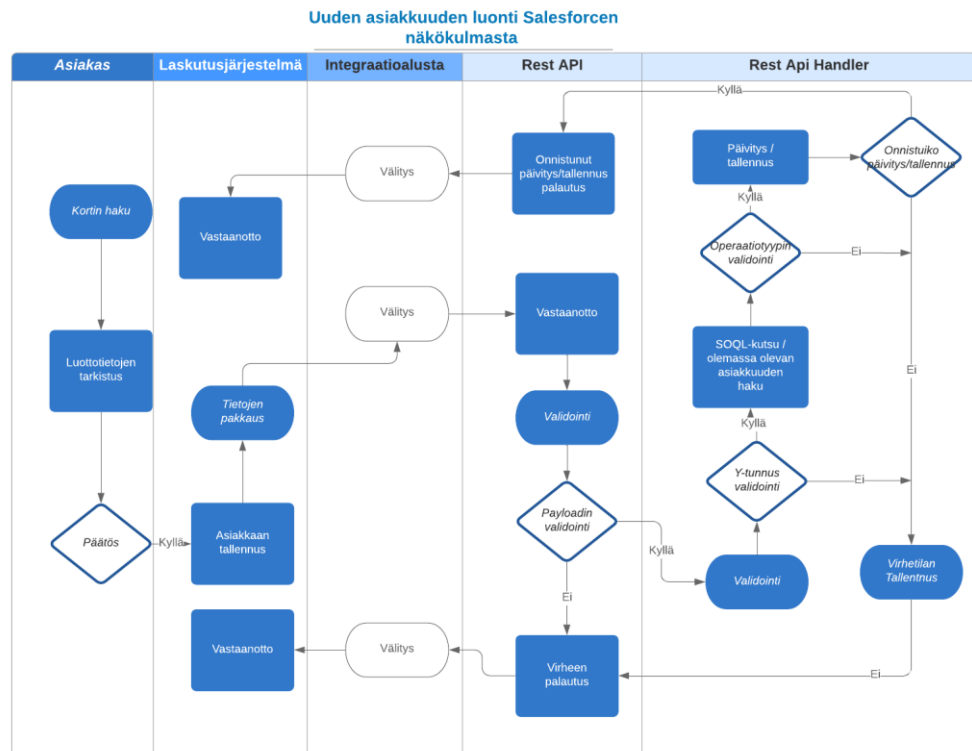 Uuden asiakkuuden luonti Salesforcen
näkökulmasta
Asiakas
Laskutusjärjestelmä
Integraatioalusta
Rest API
Rest Api Handler
Kyllä
Kortin haku
Vastaanotto
Välitys
Onnistunut
päivitys/tallennus
palautus
Päivitys /
tallennus
Onnistuiko
päivitys/tallennus
Kyllä
Operaatiotyypin
validointi
Ei
Välitys
Vastaanotto
Luottotietojen
tarkistus
SOQL-kutsu /
olemassa olevan
asiakkuuden
haku
Ei
Tietojen
pakkaus
Validointi
Kyllä
Y-tunnus
validointi
Ei
Päätös
Kyllä
Asiakkaan
tallennus
Payloadin
validointi
Kyllä
Validointi
Virhetilan
Tallentnus
Ei
Vastaanotto
Välitys
Virheen
palautus
Ei